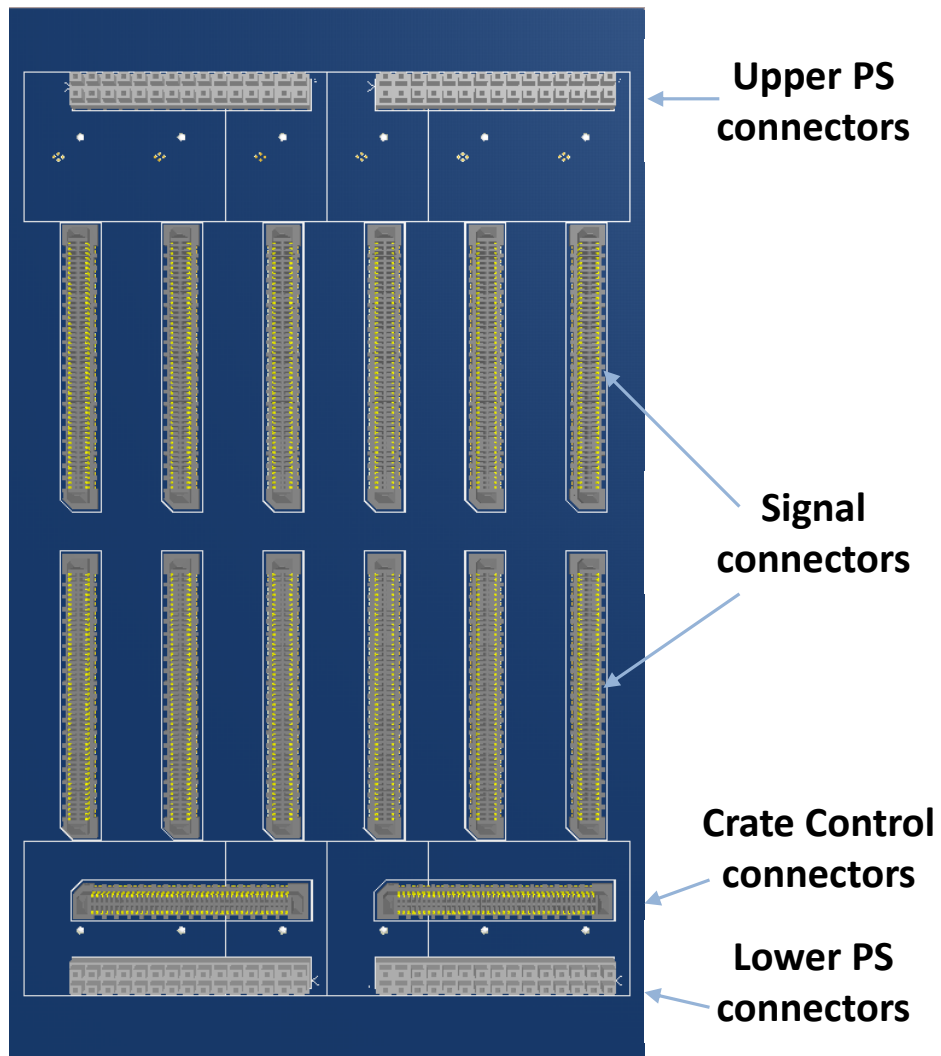 Upper PS
connectors
Signal
connectors
Crate Control
connectors
Lower PS
connectors